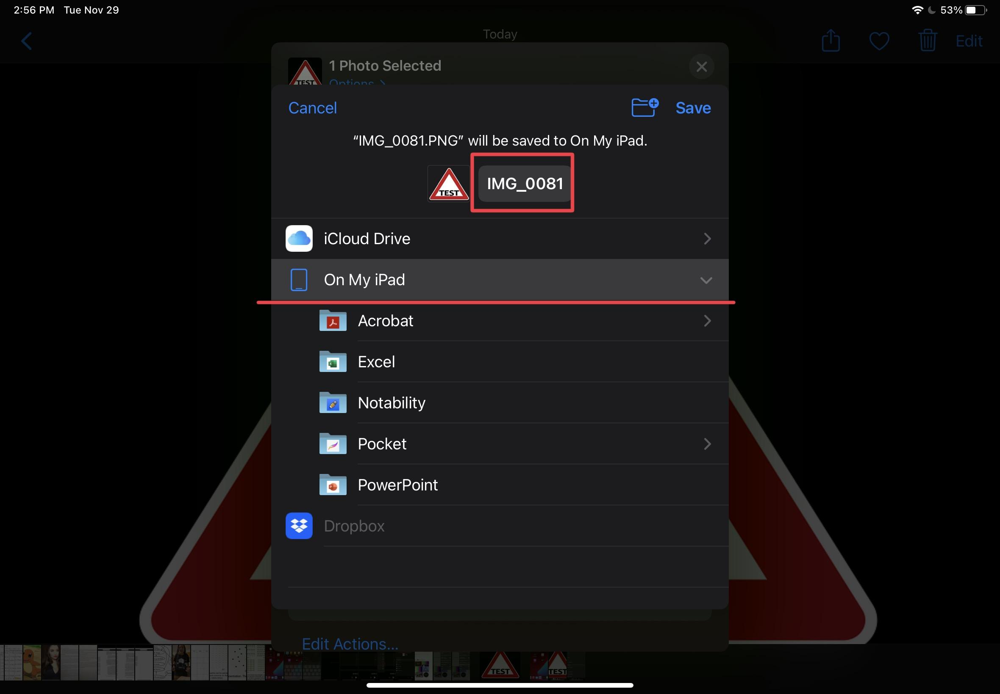 2:56 PM Tue Nov 29
53%
Today
Edit
1 Photo Selected
TEST
Options
Cancel
Save
“IMG_0081.PNG” will be saved to On My iPad.
TEST
IMG_0081
iCloud Drive
On My iPad
Acrobat
Excel
Notability
Pocket
PowerPoint
Dropbox
Edit Actions...
TEST
TEST